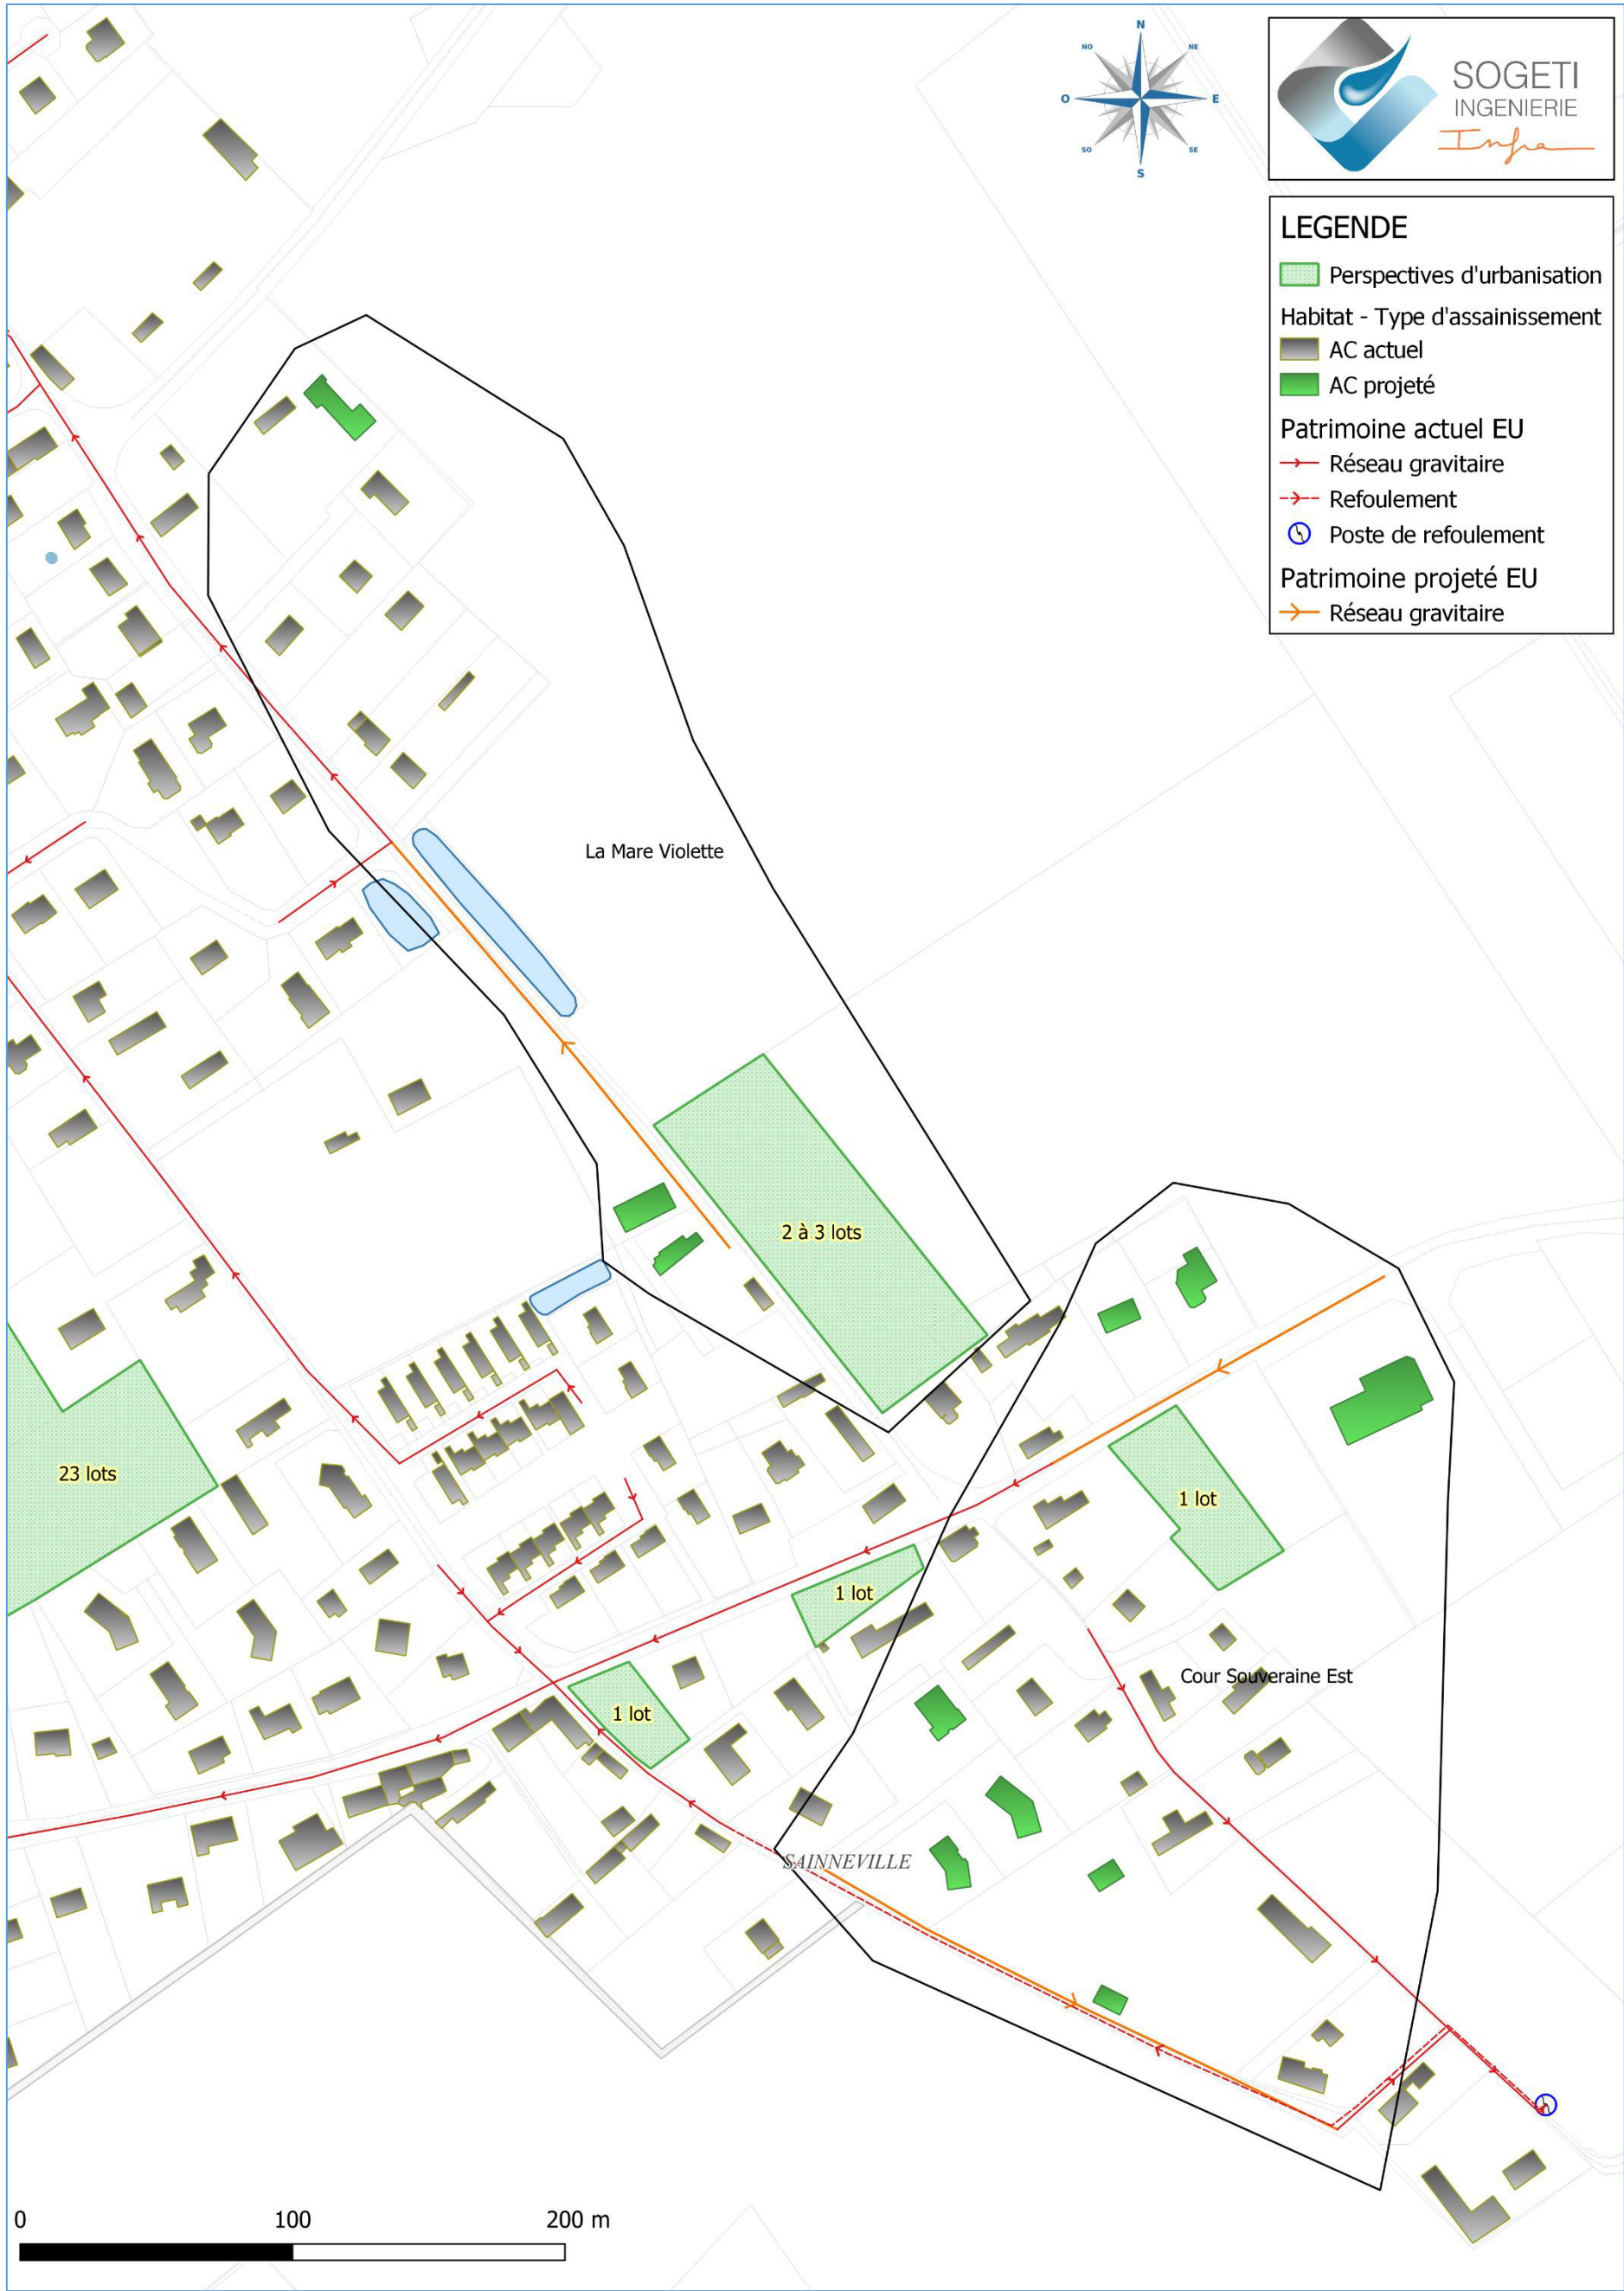 N
NO
NE
O
E
SO
SE
S
SOGETI
INGENIERIE
Infra
LEGENDE
Perspectives d'urbanisation
Habitat - Type d'assainissement
AC actuel
AC projeté
Patrimoine actuel EU
Réseau gravitaire
Refoulement
Poste de refoulement
Patrimoine projeté EU
Réseau gravitaire
La Mare Violette
2 à 3 lots
23 lots
1 lot
1 lot
1 lot
Cour Souveraine Est
SAINNEVILLE
0 100 200 m